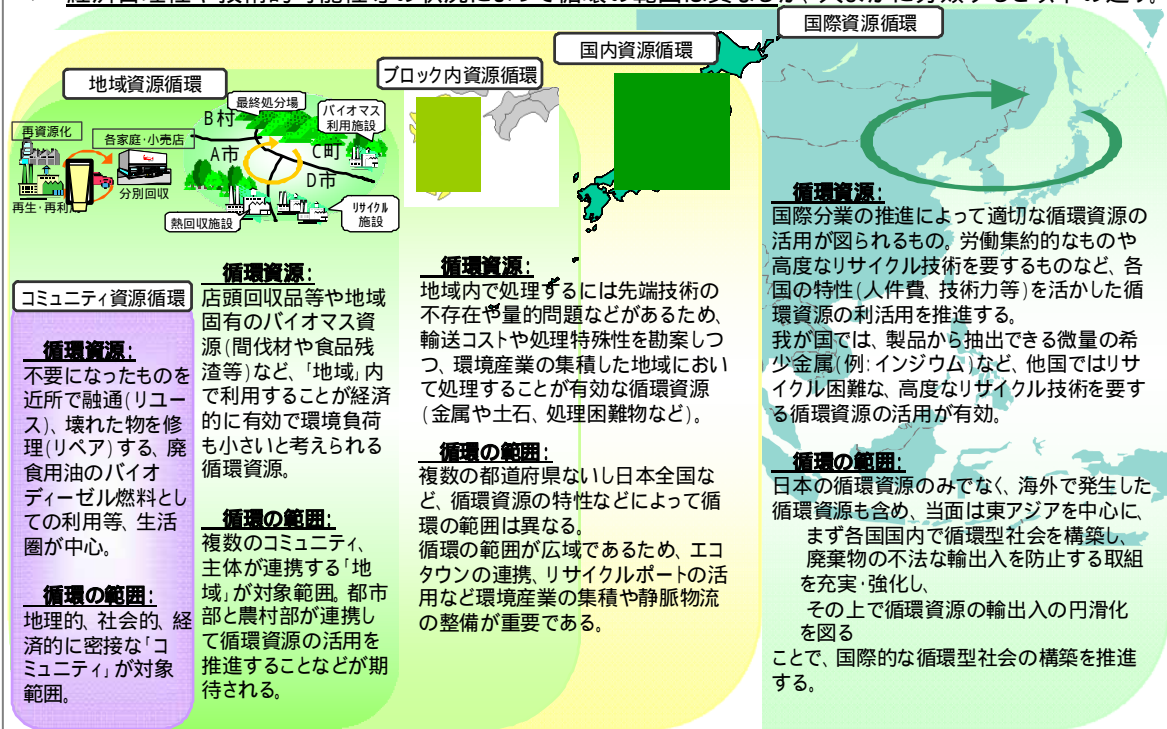 国際資源循環
国内資源循環
ブロック内資源循環
地域資源循環
最終処分場
バイオマス
利用施設
B村
A市
C町
D市
熱回収施設
リサイクル
施設
再資源化
各家庭・小売店
分別回収
コミュニティ資源循環
循環資源：
不要になったものを
近所で融通(リユー
ス)、壊れた物を修
理(リペア)する、廃
食用油のバイオ
ディーゼル燃料とし
ての利用等、生活
圏が中心。
循環の範囲：
地理的、社会的、経
済的に密接な「コ
ミュニティ」が対象
範囲。
循環資源：
店頭回収品等や地域
固有のバイオマス資
源(間伐材や食品残
渣等)など、「地域」内
で利用することが経済
的に有効で環境負荷
も小さいと考えられる
循環資源。
循環の範囲：
複数のコミュニティ、
主体が連携する「地
域」が対象範囲。都市
部と農村部が連携し
て循環資源の活用を
推進することなどが期
待される。
循環資源：
地域内で処理するには先端技術の
不存在や量的問題などがあるため、
輸送コストや処理特殊性を勘案しつ
つ、環境産業の集積した地域におい
て処理することが有効な循環資源
(金属や土石、処理困難物など)。
循環の範囲：
複数の都道府県ないし日本全国な
ど、循環資源の特性などによって循
環の範囲は異なる。
循環の範囲が広域であるため、エコ
タウンの連携、リサイクルポートの活
用など環境産業の集積や静脈物流
の整備が重要である。
循環資源：
国際分業の推進によって適切な循環資源の
活用が図られるもの。労働集約的なものや
高度なリサイクル技術を要するものなど、各
国の特性(人件費、技術力等)を活かした循
環資源の利活用を推進する。
我が国では、製品から抽出できる微量の希
少金属(例：インジウム)など、他国ではリサ
イクル困難な、高度なリサイクル技術を要す
る循環資源の活用が有効。
循環の範囲：
日本の循環資源のみでなく、海外で発生した
循環資源も含め、当面は東アジアを中心に、
まず各国国内で循環型社会を構築し、
廃棄物の不法な輸出入を防止する取組
を充実・強化し、
その上で循環資源の輸出入の円滑化
を図る
ことで、国際的な循環型社会の構築を推進
する。